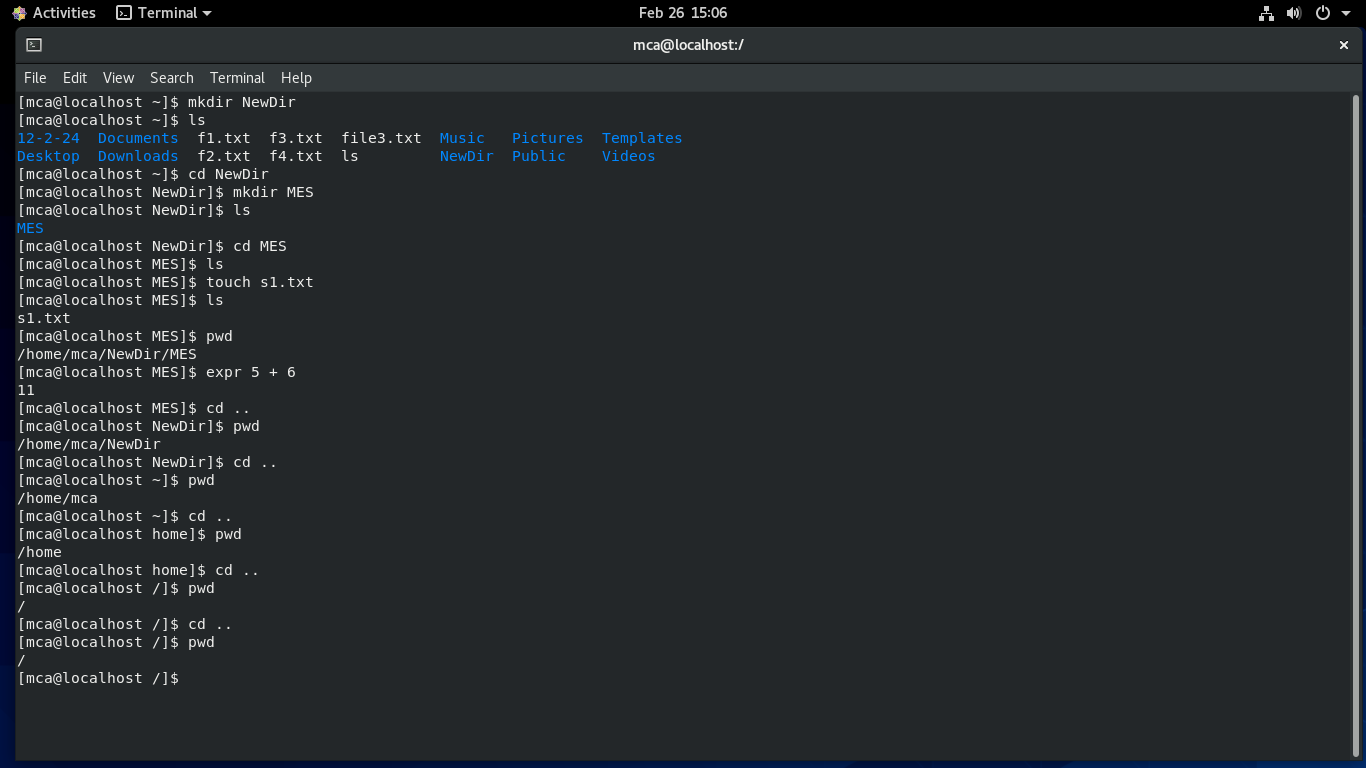 Activities Terminal Feb 26 15:06
mca@localhost:/
File Edit View Search Terminal Help
[mca@localhost ~]$ mkdir NewDir
[mca@localhost ~]$ ls
12-2-24  Documents  f1.txt  f3.txt  file3.txt  Music   Pictures  Templates
Desktop  Downloads  f2.txt  f4.txt  ls         NewDir  Public    Videos
[mca@localhost ~]$ cd NewDir
[mca@localhost NewDir]$ mkdir MES
[mca@localhost NewDir]$ ls
MES
[mca@localhost NewDir]$ cd MES
[mca@localhost MES]$ ls
[mca@localhost MES]$ touch s1.txt
[mca@localhost MES]$ ls
s1.txt
[mca@localhost MES]$ pwd
/home/mca/NewDir/MES
[mca@localhost MES]$ expr 5 + 6
11
[mca@localhost MES]$ cd ..
[mca@localhost NewDir]$ pwd
/home/mca/NewDir
[mca@localhost NewDir]$ cd ..
[mca@localhost ~]$ pwd
/home/mca
[mca@localhost ~]$ cd ..
[mca@localhost home]$ pwd
/home
[mca@localhost home]$ cd ..
[mca@localhost /]$ pwd
/
[mca@localhost /]$ cd ..
[mca@localhost /]$ pwd
/
[mca@localhost /]$